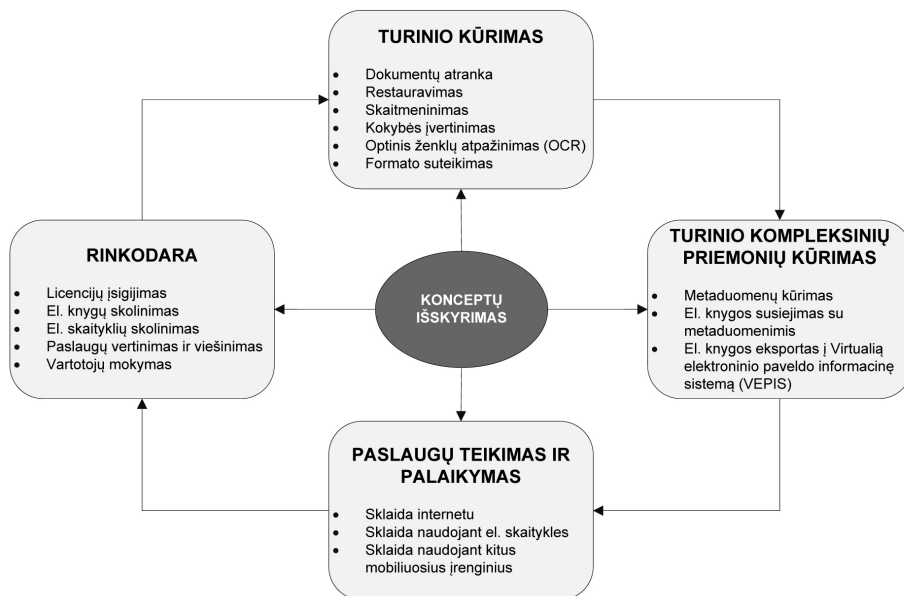 TURINIO KŪRIMAS
• Dokumentų atranka
• Restauravimas
• Skaitmeninimas
• Kokybės įvertinimas
• Optinis ženklų atpažinimas (OCR)
• Formato suteikimas
RINKODARA
• Licencijų įsigijimas
• El. knygų skolinimas
• El. skaityklių skolinimas
• Paslaugų vertinimas ir viešinimas
• Vartotojų mokymas
KONCEPTŲ
IŠSKYRIMAS
TURINIO KOMPLEKSINIŲ
PRIEMONIŲ KŪRIMAS
• Metaduomenų kūrimas
• El. knygos susiejimas su
metaduomenimis
• El. knygos eksportas į Virtualią
elektroninio paveldo informacinę
sistemą (VEPIS)
PASLAUGŲ TEIKIMAS IR
PALAIKYMAS
• Sklaida internetu
• Sklaida naudojant el. skaitykles
• Sklaida naudojant kitus
mobiliuosius įrenginius